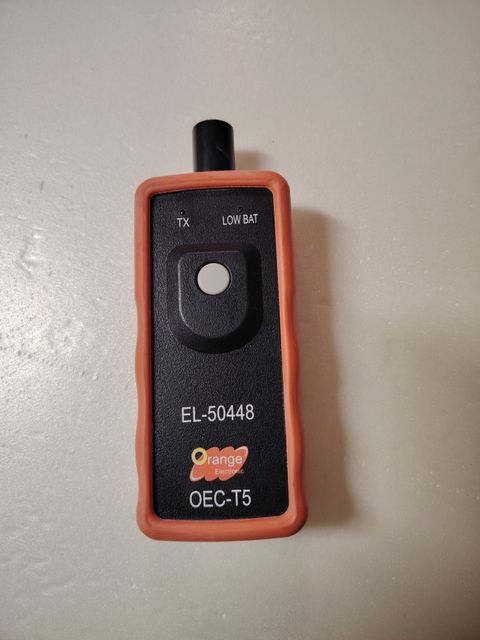 TX LOW BAT
EL-50448
Orange
Electronic
OEC-T5